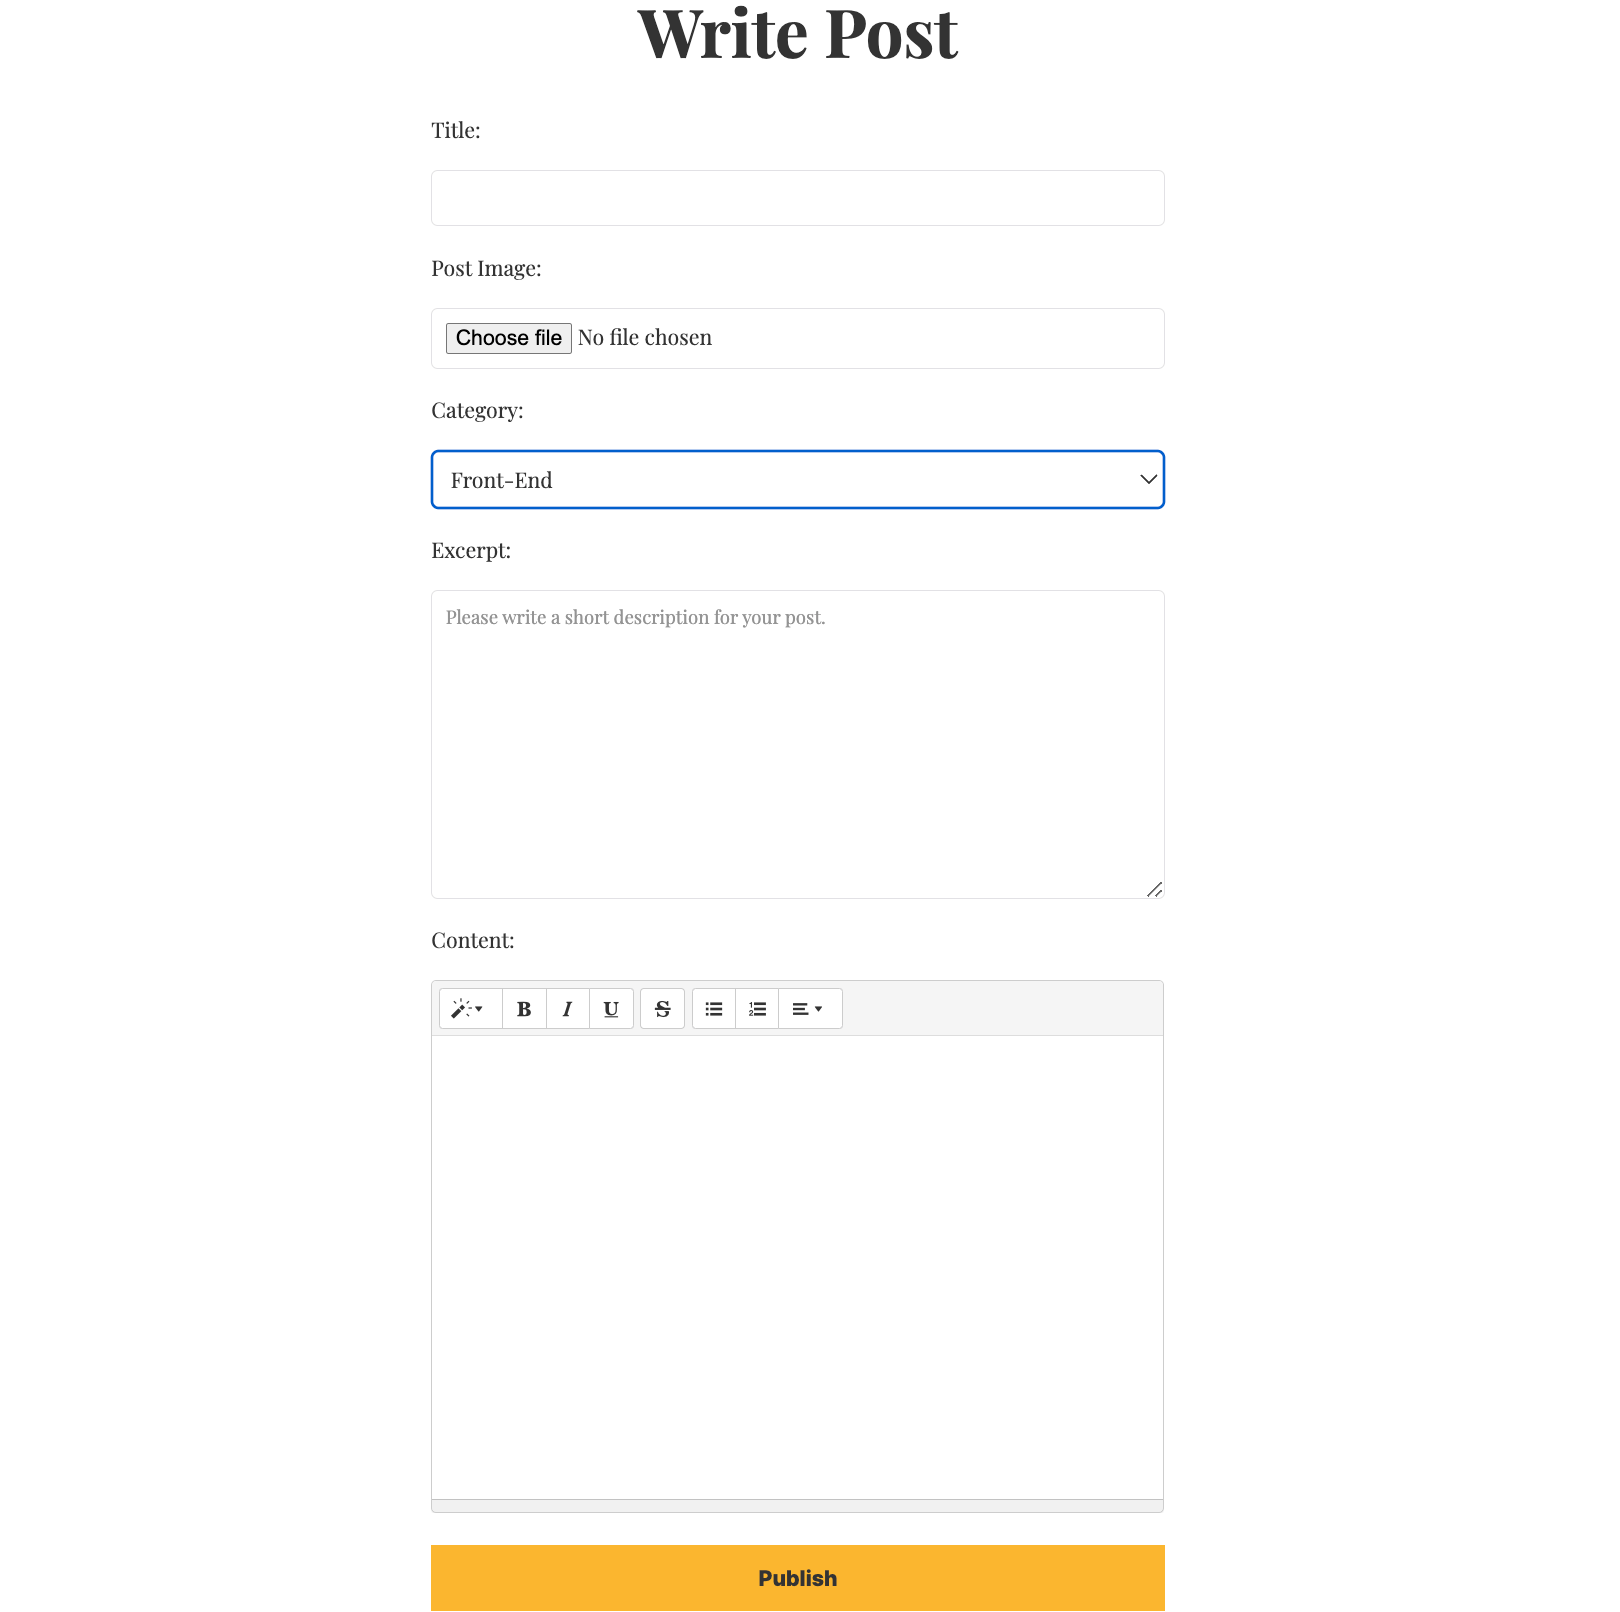 Write Post
Title:
Post Image:
Choose file No file chosen
Category:
Front-End
Excerpt:
Please write a short description for your post.
Content:
B I U S
Publish